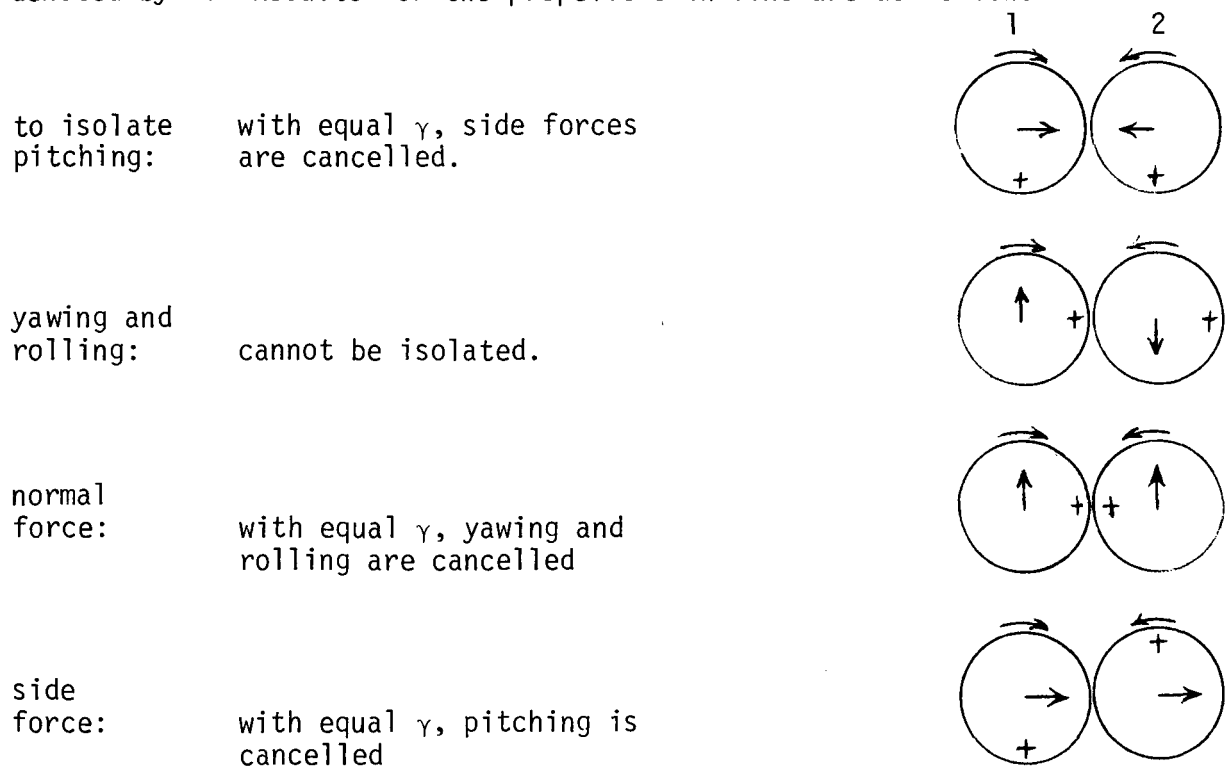 1 2
to isolate with equal γ, side forces
pitching: are cancelled.
+ +
yawing and
rolling: cannot be isolated.
+ +
normal
force: with equal γ, yawing and
rolling are cancelled
+ +
side
force: with equal γ, pitching is
cancelled
+ +